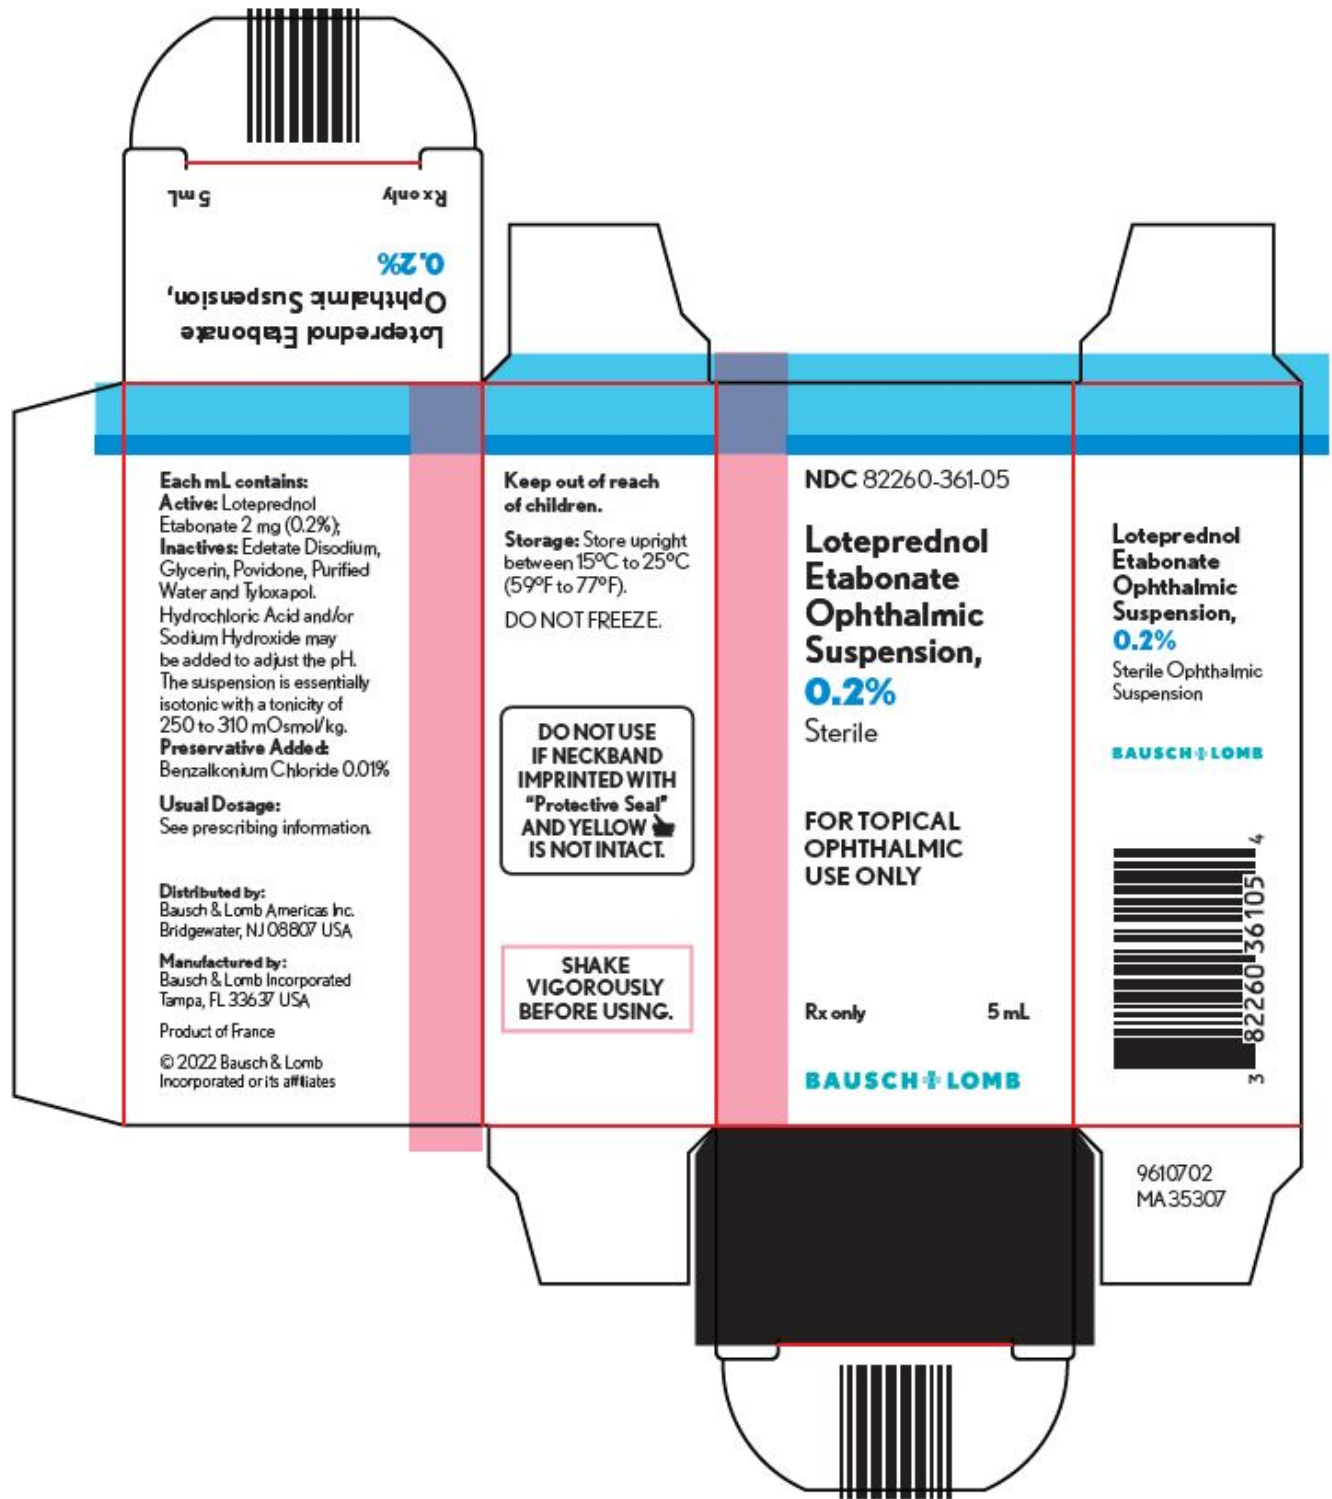 5 mL Rx only
Loteprednol Etabonate
Ophthalmic Suspension,
0.2%
Each mL contains:
Active: Loteprednol
Etabonate 2 mg (0.2%);
Inactives: Edetate Disodium,
Glycerin, Povidone, Purified
Water and Tyloxapol.
Hydrochloric Acid and/or
Sodium Hydroxide may
be added to adjust the pH.
The suspension is essentially
isotonic with a tonicity of
250 to 310 mOsmol/kg.
Preservative Added:
Benzalkonium Chloride 0.01%
Usual Dosage:
See prescribing information.
Distributed by:
Bausch & Lomb Americas Inc.
Bridgewater, NJ 08807 USA
Manufactured by:
Bausch & Lomb Incorporated
Tampa, FL 33637 USA
Product of France
© 2022 Bausch & Lomb
Incorporated or its affiliates
Keep out of reach
of children.
Storage: Store upright
between 15°C to 25°C
(59°F to 77°F).
DO NOT FREEZE.
DO NOT USE
IF NECKBAND
IMPRINTED WITH
"Protective Seal"
AND YELLOW
IS NOT INTACT.
SHAKE
VIGOROUSLY
BEFORE USING.
NDC 82260-361-05
Loteprednol
Etabonate
Ophthalmic
Suspension,
0.2%
Sterile
FOR TOPICAL
OPHTHALMIC
USE ONLY
Rx only 5 mL
BAUSCH + LOMB
Loteprednol
Etabonate
Ophthalmic
Suspension,
0.2%
Sterile Ophthalmic
Suspension
BAUSCH + LOMB
3 82260 36105 4
9610702
MA35307